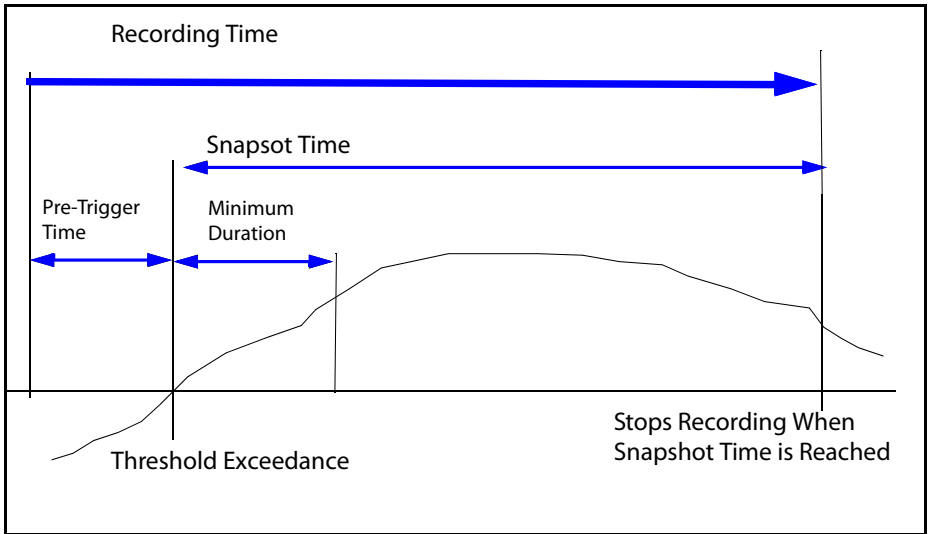 Recording Time
Snapsot Time
Pre-Trigger
Time
Minimum
Duration
Stops Recording When
Snapshot Time is Reached
Threshold Exceedance